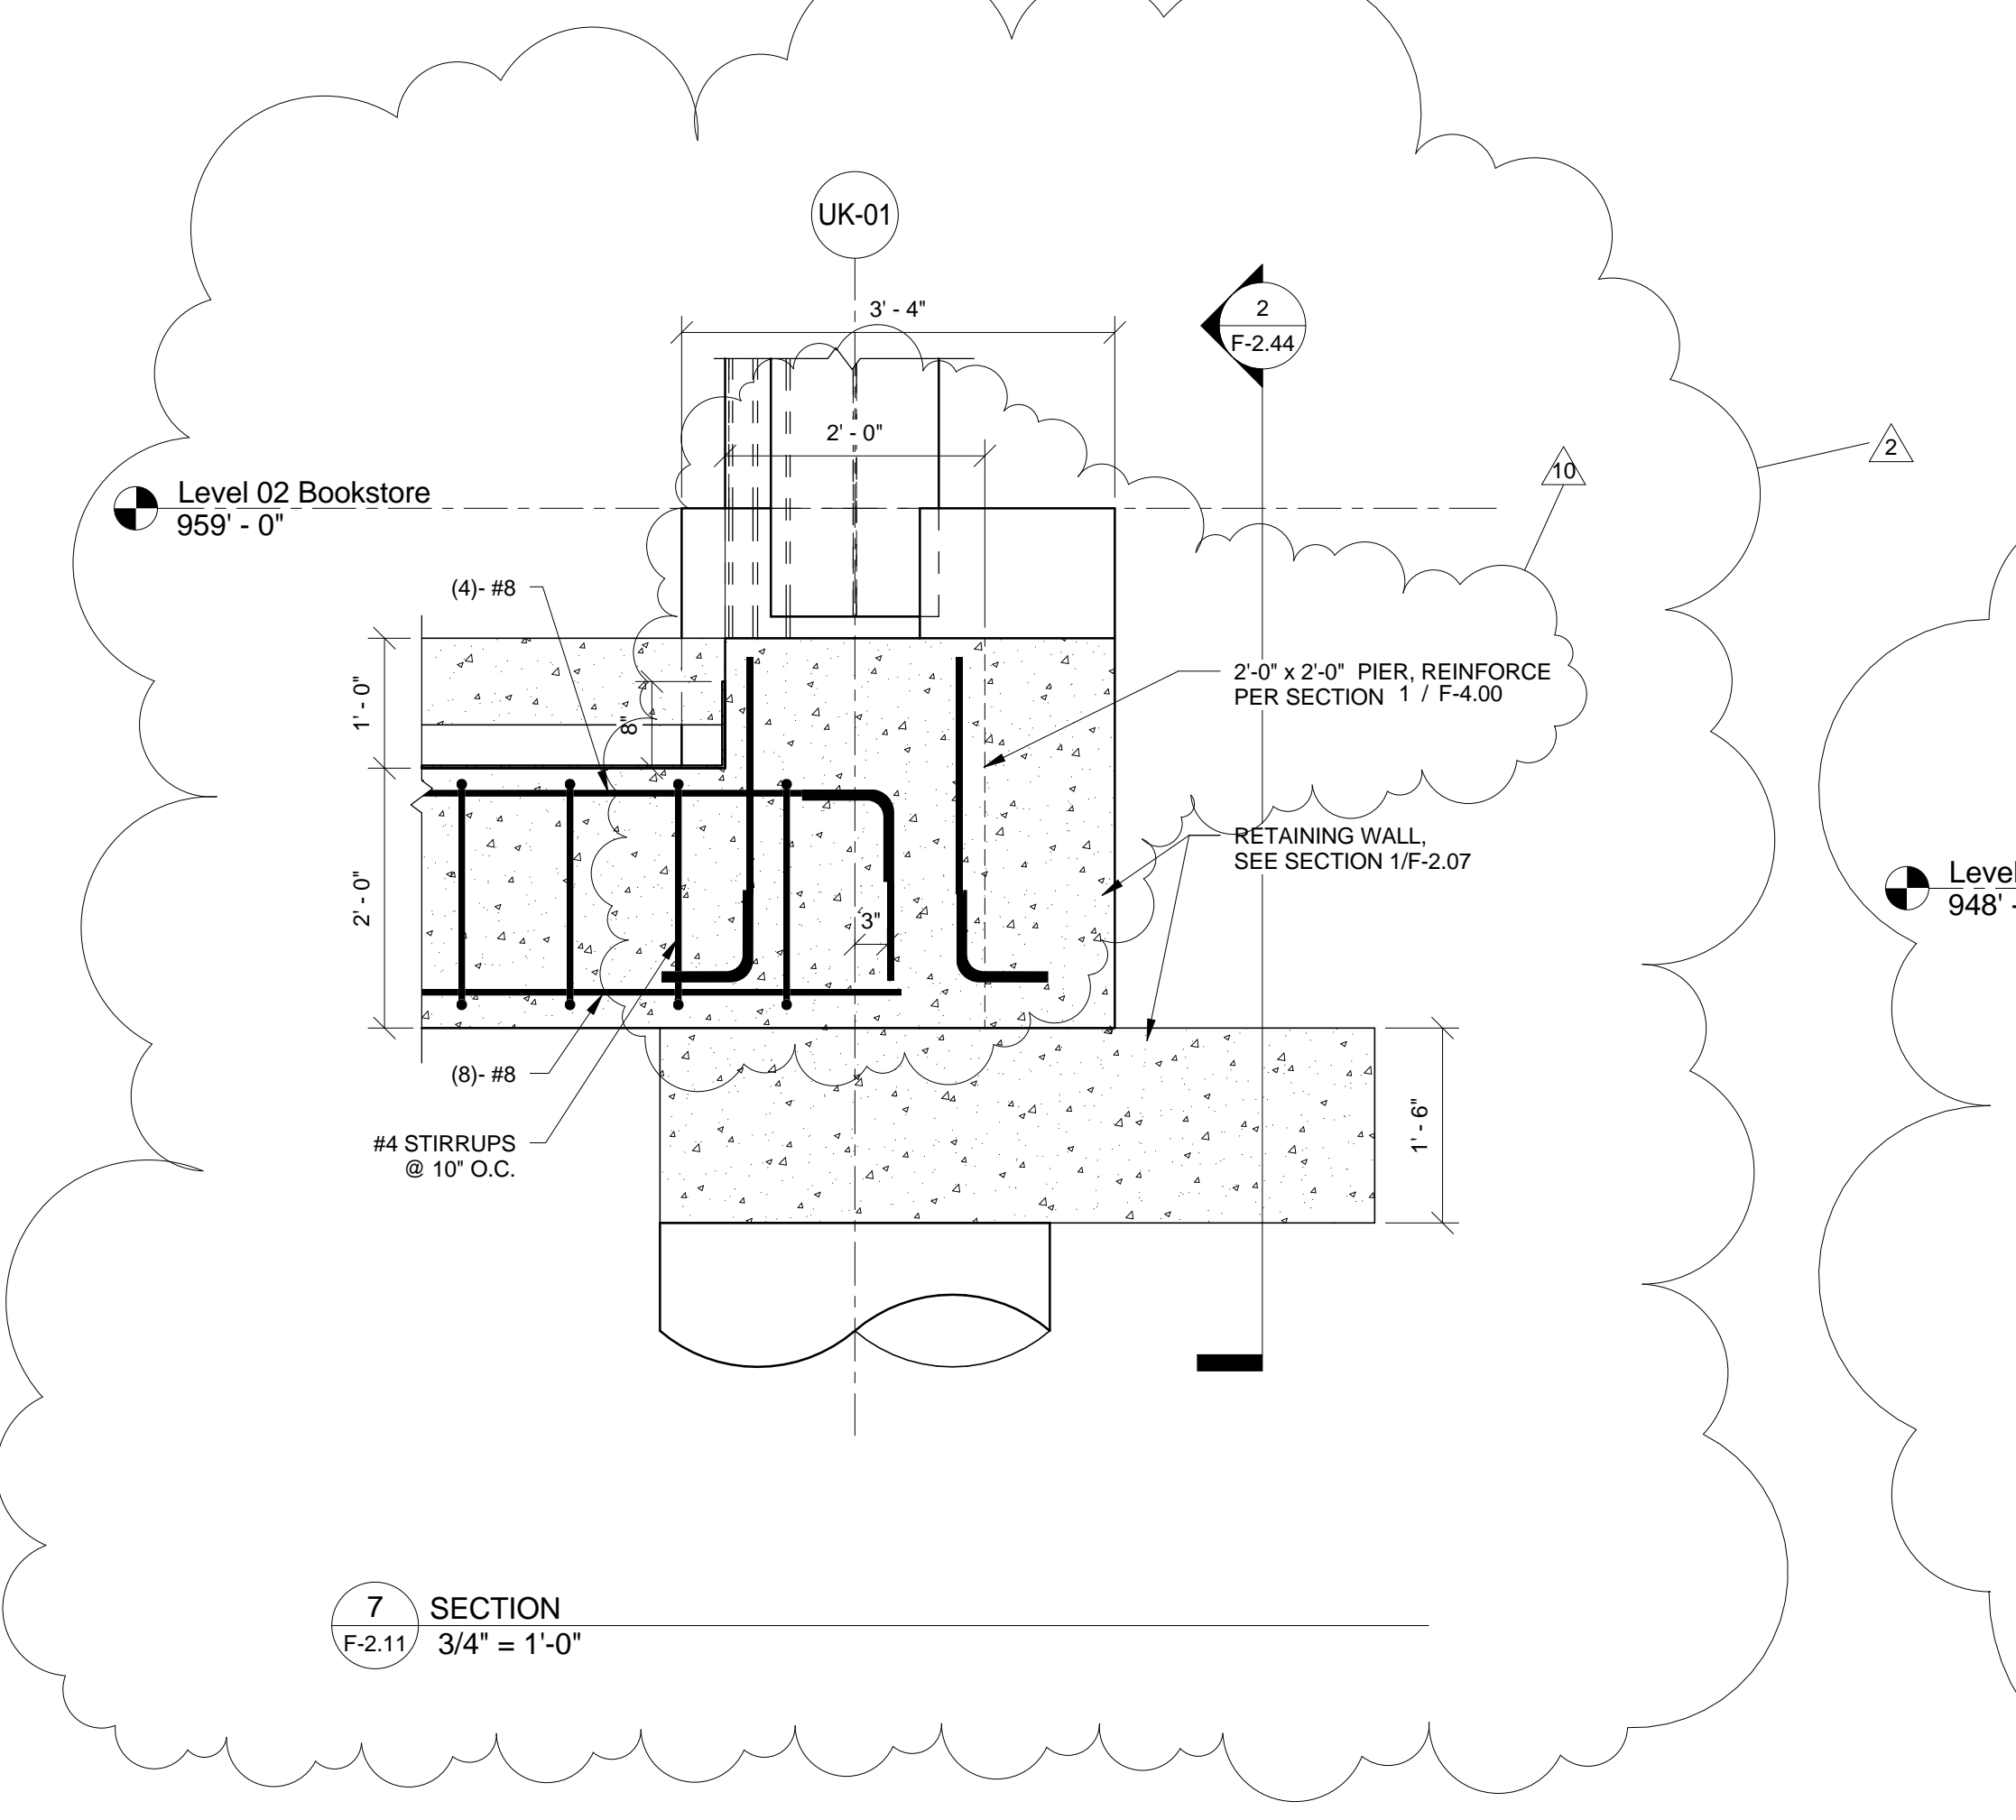 UK-01
3' - 4"
2
F-2.44
2' - 0"
2
10
Level 02 Bookstore
959' - 0"
(4)- #8
1' - 0"
8"
2'-0" x 2'-0" PIER, REINFORCE
PER SECTION 1 / F-4.00
RETAINING WALL,
SEE SECTION 1/F-2.07
Level
948' -
2' - 0"
3"
(8)- #8
#4 STIRRUPS
@ 10" O.C.
1' - 6"
7
F-2.11
SECTION
3/4" = 1'-0"